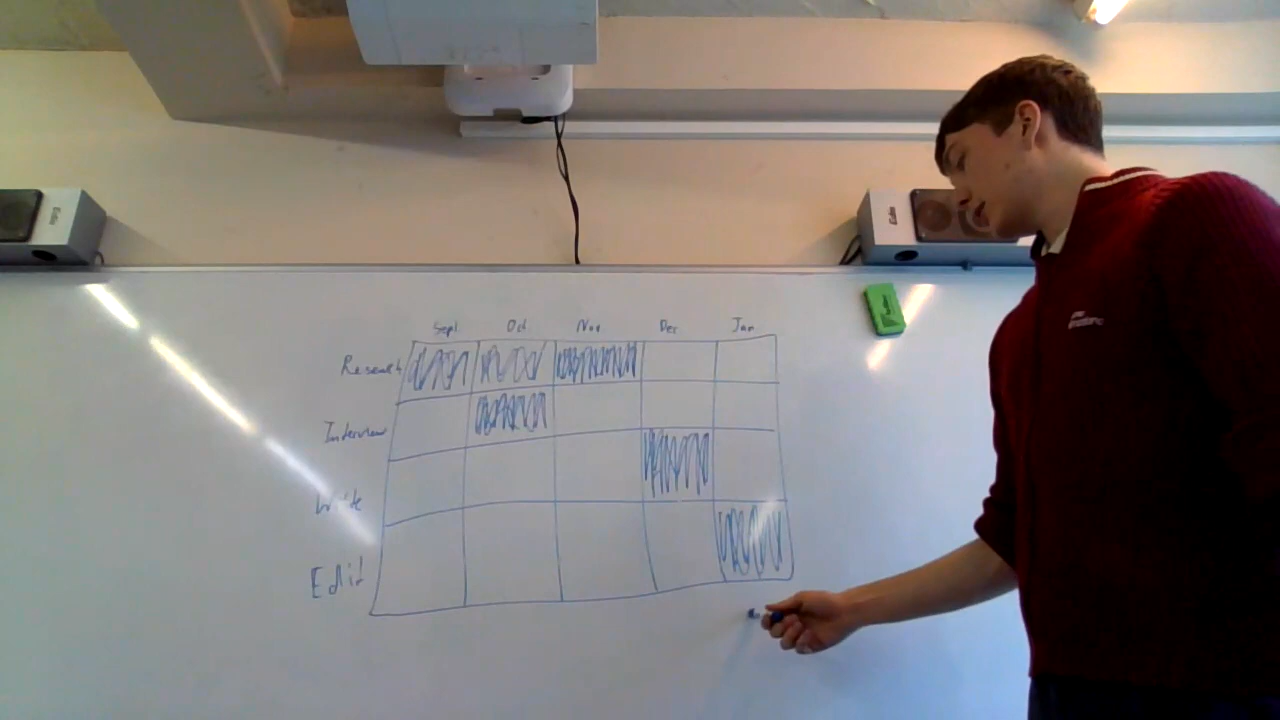 Sept Oct Nov Dec Jan
Research
Interview
Write
Edit